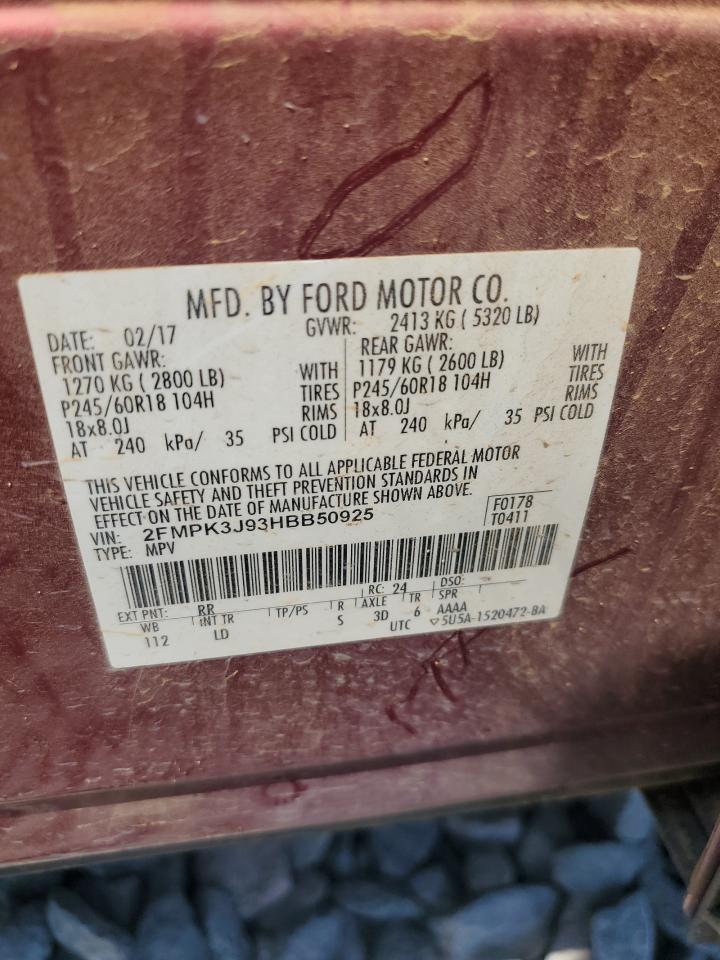 MFD. BY FORD MOTOR CO.
DATE: 02/17
GVWR: 2413 KG ( 5320 LB)
FRONT GAWR:
1270 KG ( 2800 LB)
P245/60R18 104H
18x8.0J
WITH
TIRES
RIMS
AT 240 kPa/ 35 PSI COLD
REAR GAWR:
1179 KG ( 2600 LB)
P245/60R18 104H
18x8.0J
WITH
TIRES
RIMS
AT 240 kPa/ 35 PSI COLD
THIS VEHICLE CONFORMS TO ALL APPLICABLE FEDERAL MOTOR
VEHICLE SAFETY AND THEFT PREVENTION STANDARDS IN
EFFECT ON THE DATE OF MANUFACTURE SHOWN ABOVE.
VIN: 2FMPK3J93HBB50925
TYPE: MPV
F0178
T0411
EXT PNT: RR RC: 24 DSO:
WB INT TR TP/PS R AXLE TR SPR
112 LD S 3D 6 AAAA
UTC ▽5U5A-1520472-BA